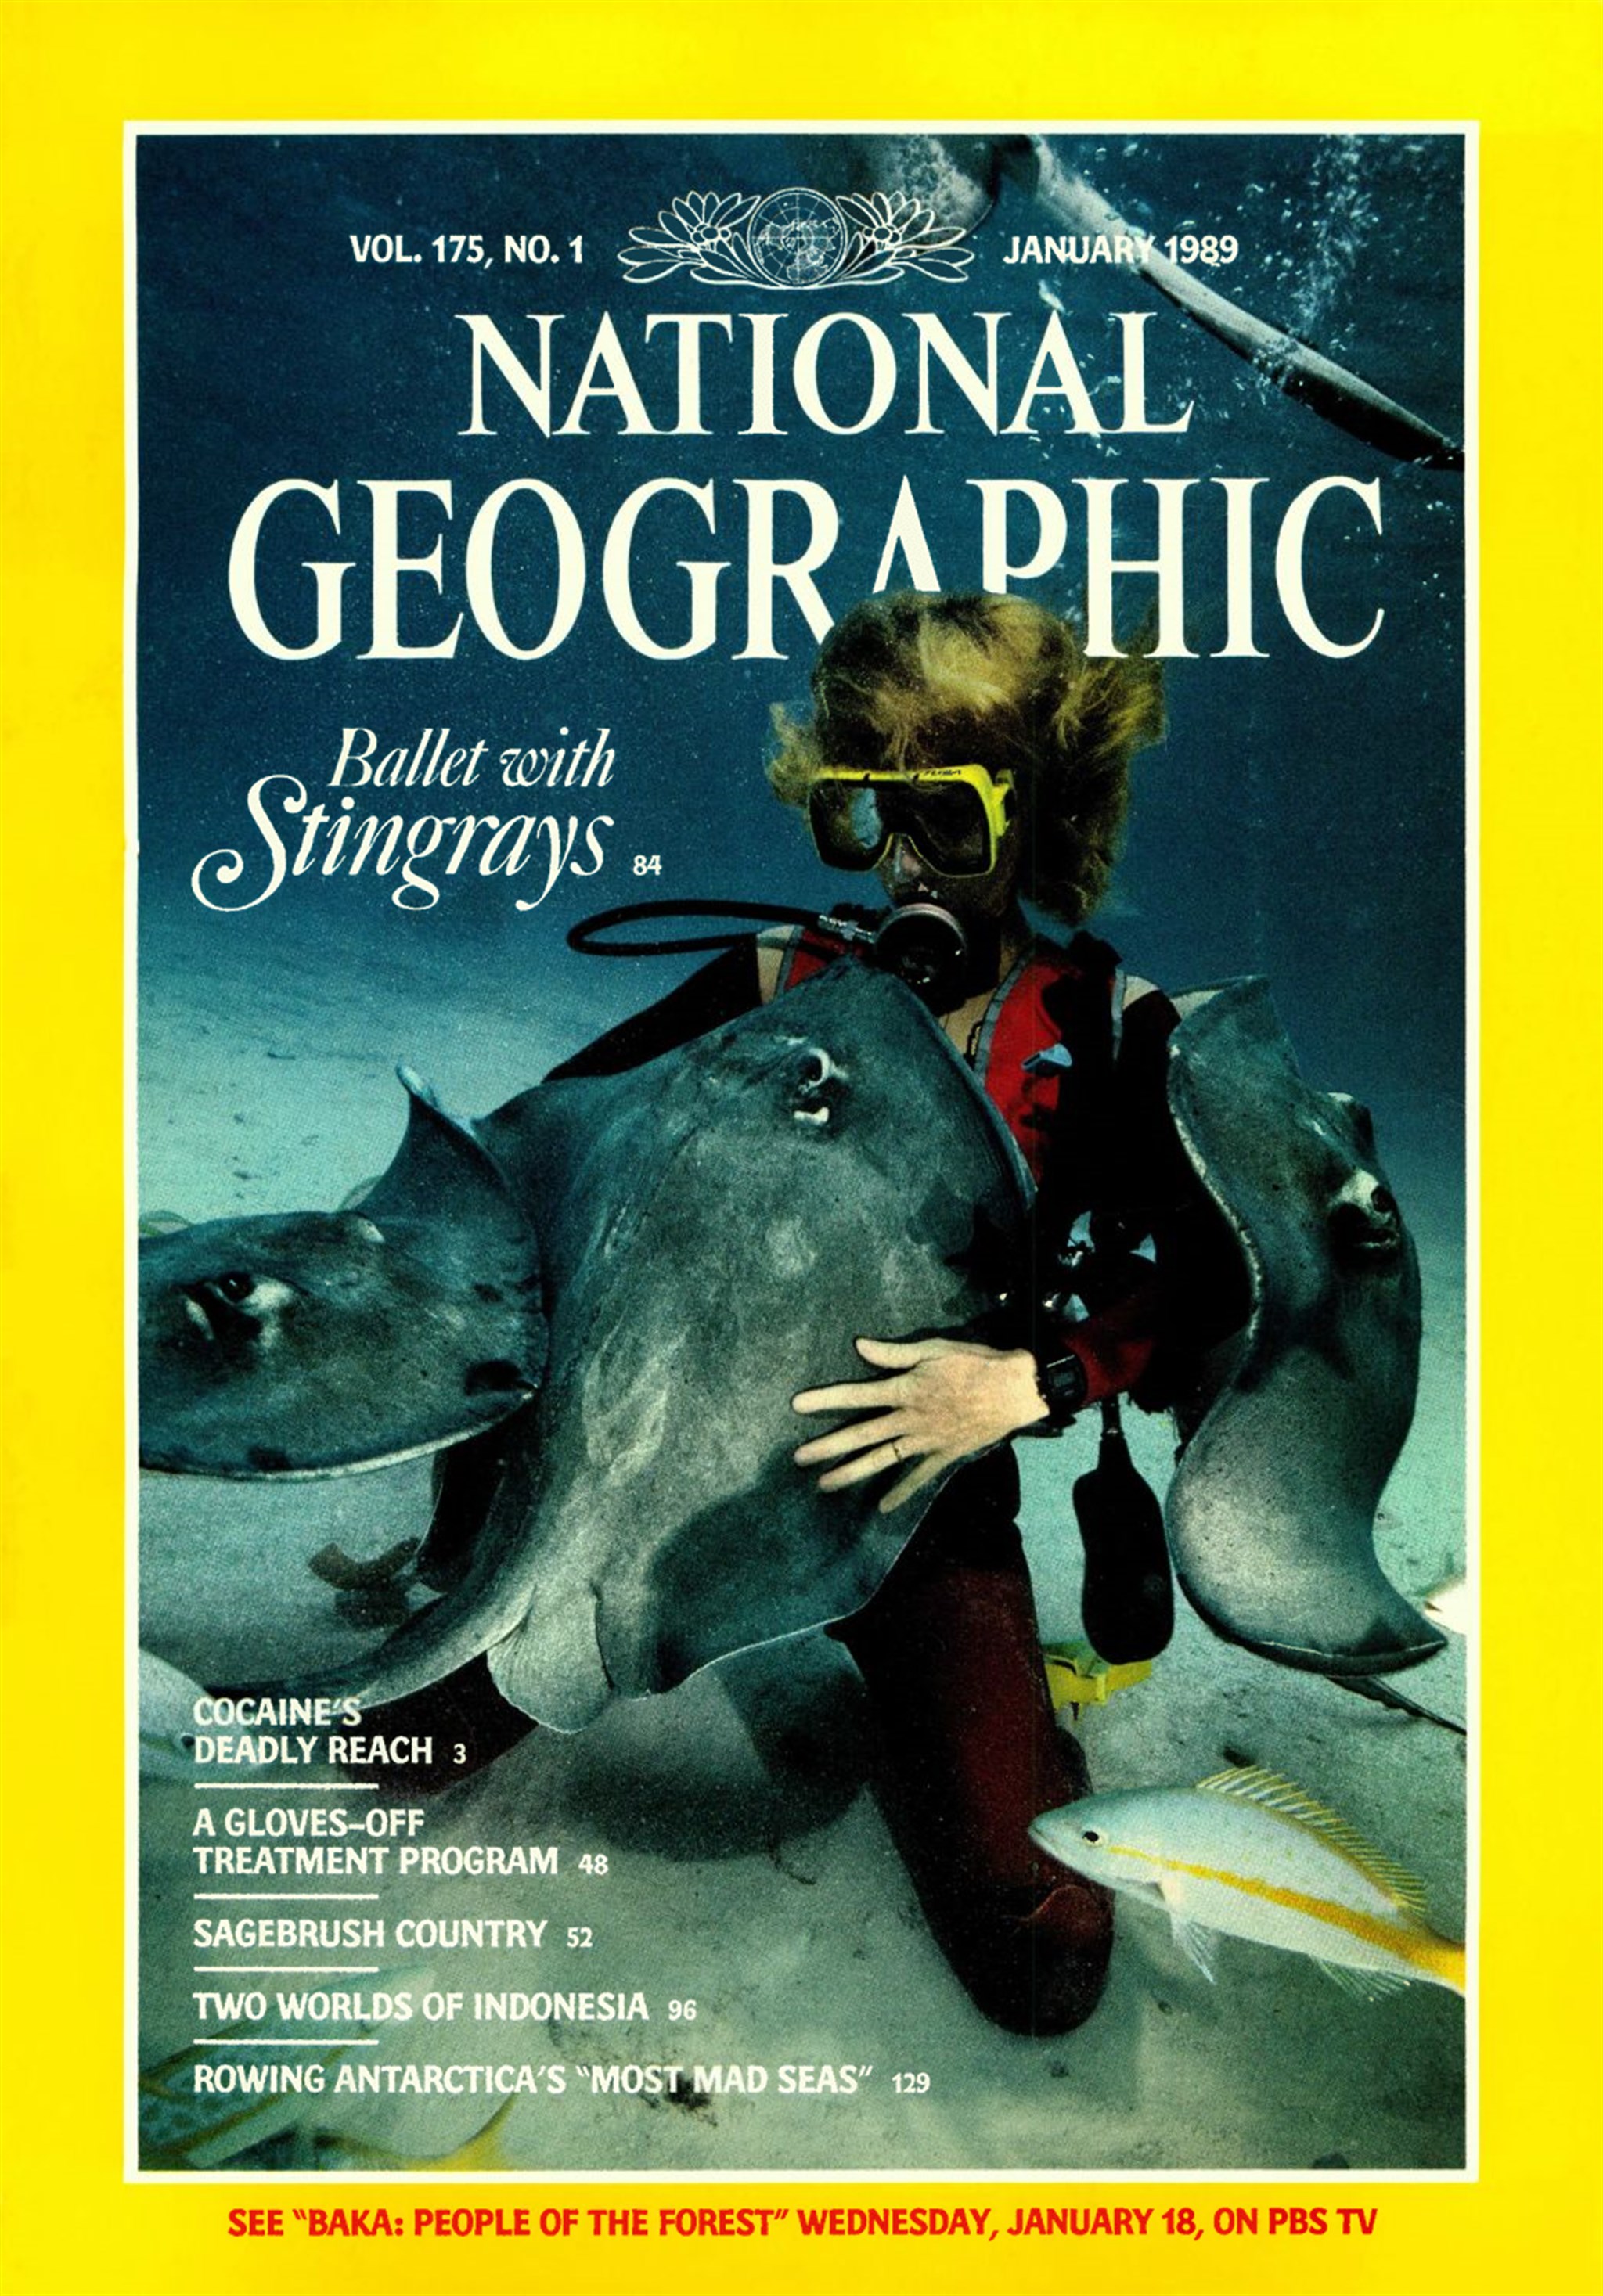 VOL. 175, NO. 1
JANUARY 1989
NATIONAL
GEOGRAPHIC
Ballet with
Stingrays 84
COCAINE'S
DEADLY REACH 3
A GLOVES-OFF
TREATMENT PROGRAM 48
SAGEBRUSH COUNTRY 52
TWO WORLDS OF INDONESIA 96
ROWING ANTARCTICA'S "MOST MAD SEAS" 129
SEE "BAKA: PEOPLE OF THE FOREST" WEDNESDAY, JANUARY 18, ON PBS TV